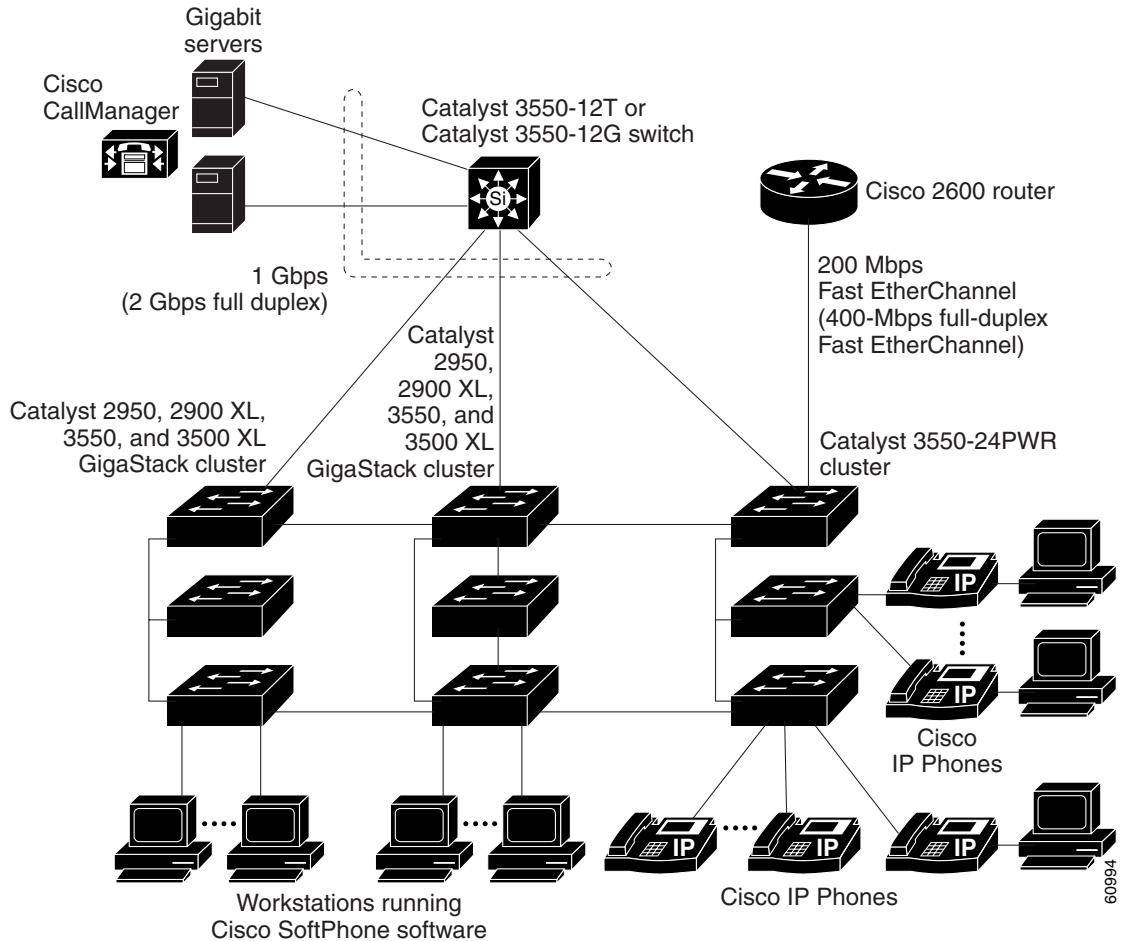 Gigabit
servers
Cisco
CallManager
Catalyst 3550-12T or
Catalyst 3550-12G switch
Si
Cisco 2600 router
1 Gbps
(2 Gbps full duplex)
200 Mbps
Fast EtherChannel
(400-Mbps full-duplex
Fast EtherChannel)
Catalyst
2950,
2900 XL,
3550, and
3500 XL
GigaStack cluster
Catalyst 2950, 2900 XL,
3550, and 3500 XL
GigaStack cluster
Catalyst 3550-24PWR
cluster
IP
IP
Cisco
IP Phones
IP
IP
IP
Workstations running
Cisco SoftPhone software
Cisco IP Phones
60994